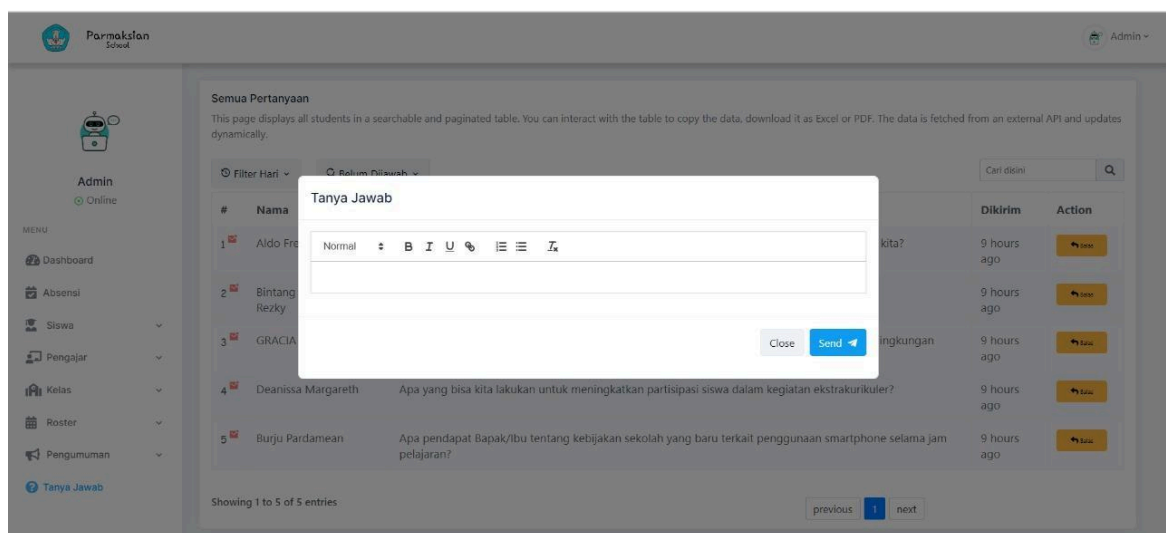 Parmaksian
School
Admin
Semua Pertanyaan
This page displays all students in a searchable and paginated table. You can interact with the table to copy the data, download it as Excel or PDF. The data is fetched from an external API and updates
dynamically.
Admin
Online
MENU
Dashboard
Absensi
Siswa
Pengajar
Kelas
Roster
Pengumuman
Tanya Jawab
Filter Hari
Belum Dijawab
Cari disini
# Nama Dikirim Action
1 Aldo Fre kita? 9 hours
ago
2 Bintang 9 hours
Rezky ago
3 GRACIA ingkungan 9 hours
ago
4 Deanissa Margareth Apa yang bisa kita lakukan untuk meningkatkan partisipasi siswa dalam kegiatan ekstrakurikuler? 9 hours
ago
5 Burju Pardamean Apa pendapat Bapak/Ibu tentang kebijakan sekolah yang baru terkait penggunaan smartphone selama jam 9 hours
pelajaran? ago
Tanya Jawab
Normal B I U
Close Send
Showing 1 to 5 of 5 entries
previous 1 next